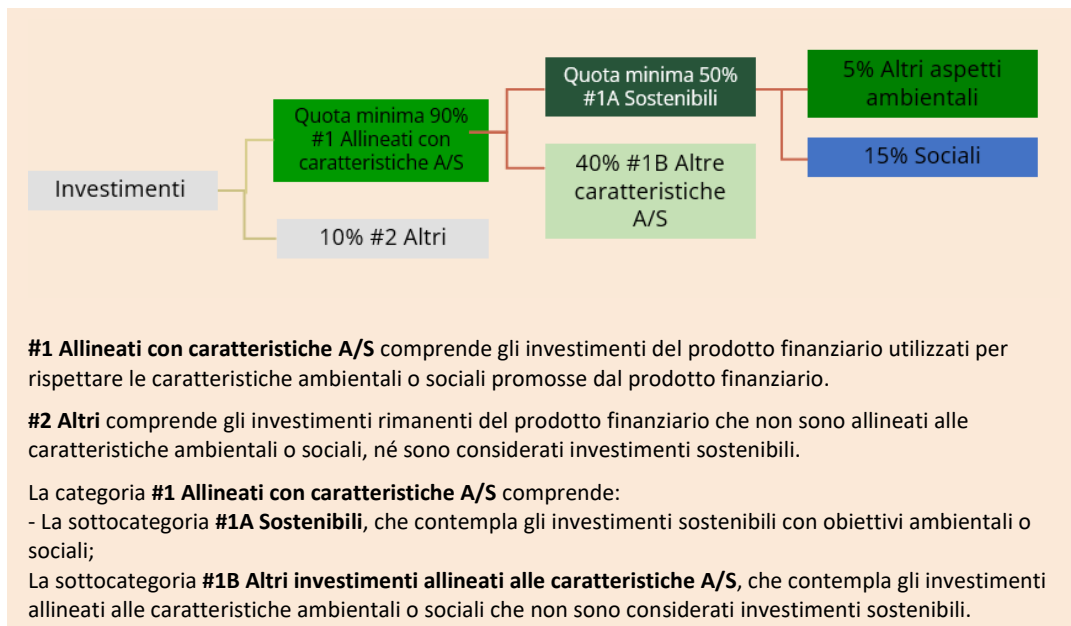 Investimenti
Quota minima 90%
#1 Allineati con
caratteristiche A/S
10% #2 Altri
Quota minima 50%
#1A Sostenibili
40% #1B Altre
caratteristiche
A/S
5% Altri aspetti
ambientali
15% Sociali
#1 Allineati con caratteristiche A/S comprende gli investimenti del prodotto finanziario utilizzati per
rispettare le caratteristiche ambientali o sociali promosse dal prodotto finanziario.
#2 Altri comprende gli investimenti rimanenti del prodotto finanziario che non sono allineati alle
caratteristiche ambientali o sociali, né sono considerati investimenti sostenibili.
La categoria #1 Allineati con caratteristiche A/S comprende:
- La sottocategoria #1A Sostenibili, che contempla gli investimenti sostenibili con obiettivi ambientali o
sociali;
La sottocategoria #1B Altri investimenti allineati alle caratteristiche A/S, che contempla gli investimenti
allineati alle caratteristiche ambientali o sociali che non sono considerati investimenti sostenibili.